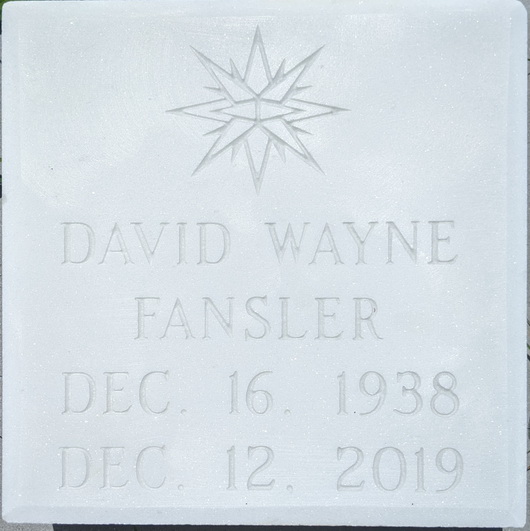 DAVID WAYNE
FANSLER
DEC. 16. 1938
DEC. 12. 2019